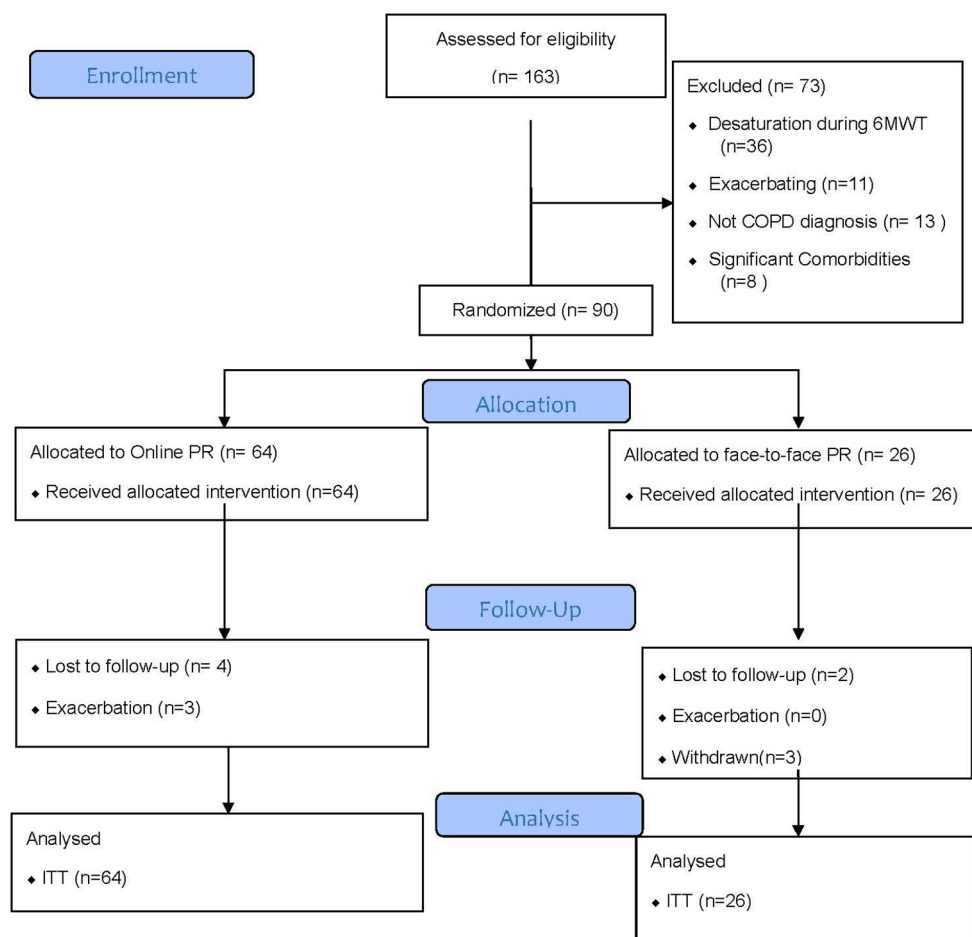 Enrollment
Assessed for eligibility
(n= 163)
Excluded (n= 73)
⬥ Desaturation during 6MWT
(n=36)
⬥ Exacerbating (n=11)
⬥ Not COPD diagnosis (n= 13 )
⬥ Significant Comorbidities
(n=8 )
Randomized (n= 90)
Allocation
Allocated to Online PR (n= 64)
⬥ Received allocated intervention (n=64)
Allocated to face-to-face PR (n= 26)
⬥ Received allocated intervention (n= 26)
Follow-Up
⬥ Lost to follow-up (n= 4)
⬥ Exacerbation (n=3)
⬥ Lost to follow-up (n=2)
⬥ Exacerbation (n=0)
⬥ Withdrawn(n=3)
Analysis
Analysed
⬥ ITT (n=64)
Analysed
⬥ ITT (n=26)